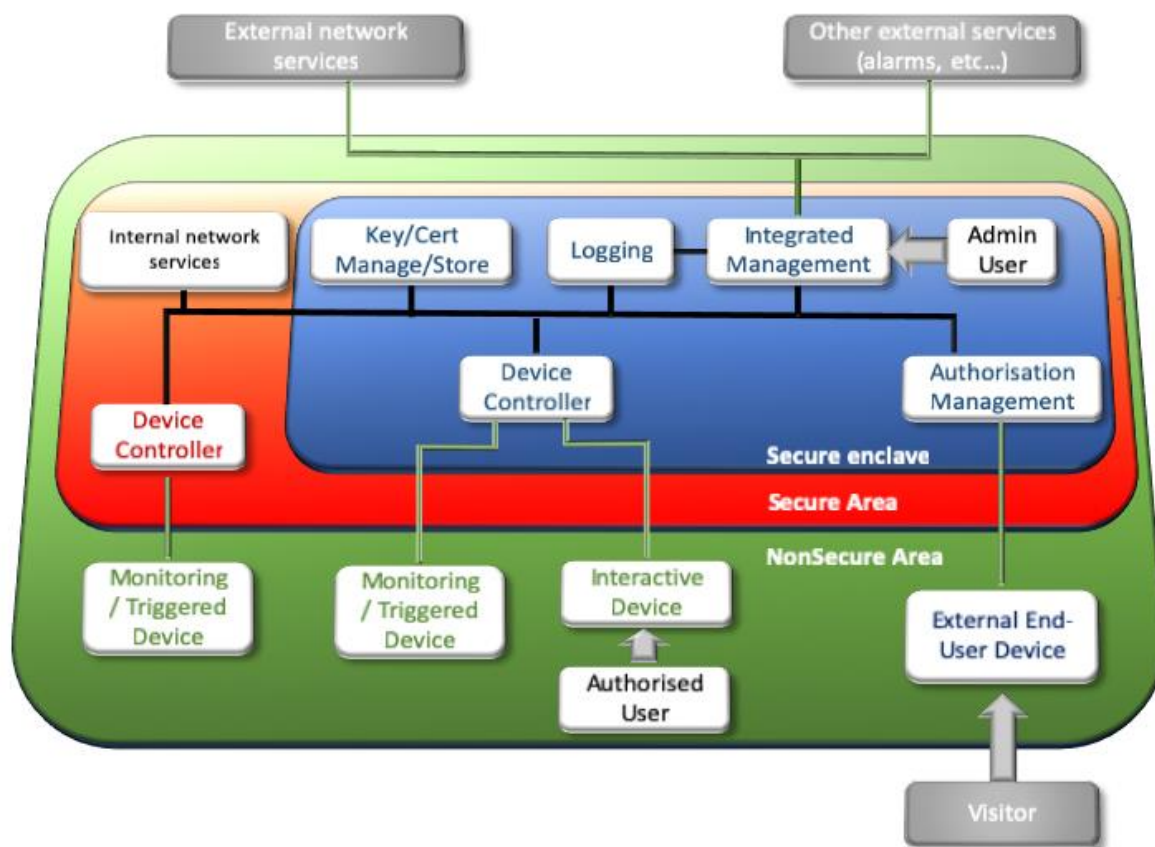 External network
services
Other external services
(alarms, etc...)
Internal network
services
Key/Cert
Manage/Store
Logging
Integrated
Management
Admin
User
Device
Controller
Authorisation
Management
Device
Controller
Secure enclave
Secure Area
NonSecure Area
Monitoring
/ Triggered
Device
Monitoring
/ Triggered
Device
Interactive
Device
External End-
User Device
Authorised
User
Visitor